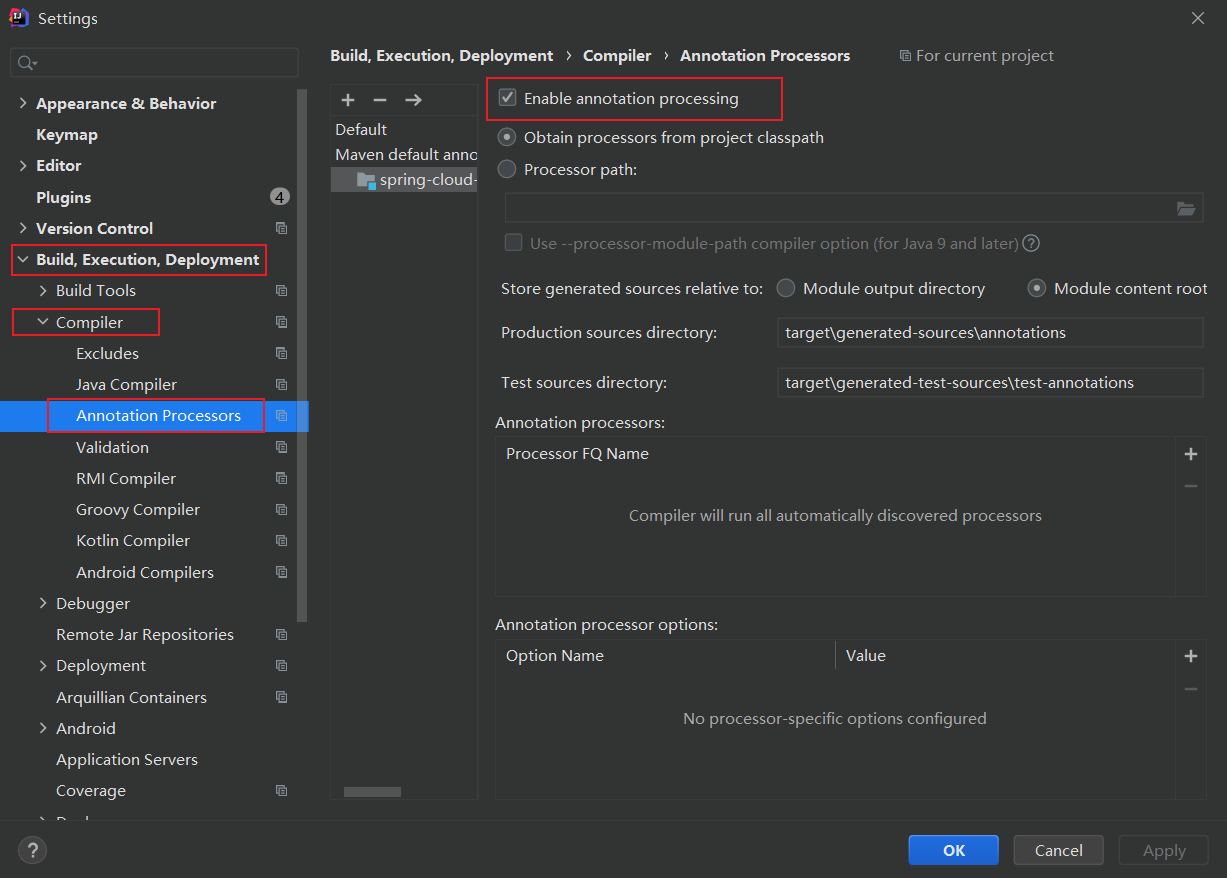 Settings
Build, Execution, Deployment › Compiler › Annotation Processors
For current project
Appearance & Behavior
Keymap
Editor
Plugins
4
Version Control
Build, Execution, Deployment
Build Tools
Compiler
Excludes
Java Compiler
Annotation Processors
Validation
RMI Compiler
Groovy Compiler
Kotlin Compiler
Android Compilers
Debugger
Remote Jar Repositories
Deployment
Arquillian Containers
Android
Application Servers
Coverage
Default
Maven default anno
spring-cloud-
Enable annotation processing
Obtain processors from project classpath
Processor path:
Use --processor-module-path compiler option (for Java 9 and later) ?
Store generated sources relative to: Module output directory Module content root
Production sources directory: target\generated-sources\annotations
Test sources directory: target\generated-test-sources\test-annotations
Annotation processors:
Processor FQ Name
Compiler will run all automatically discovered processors
Annotation processor options:
Option Name Value
No processor-specific options configured
? OK Cancel Apply